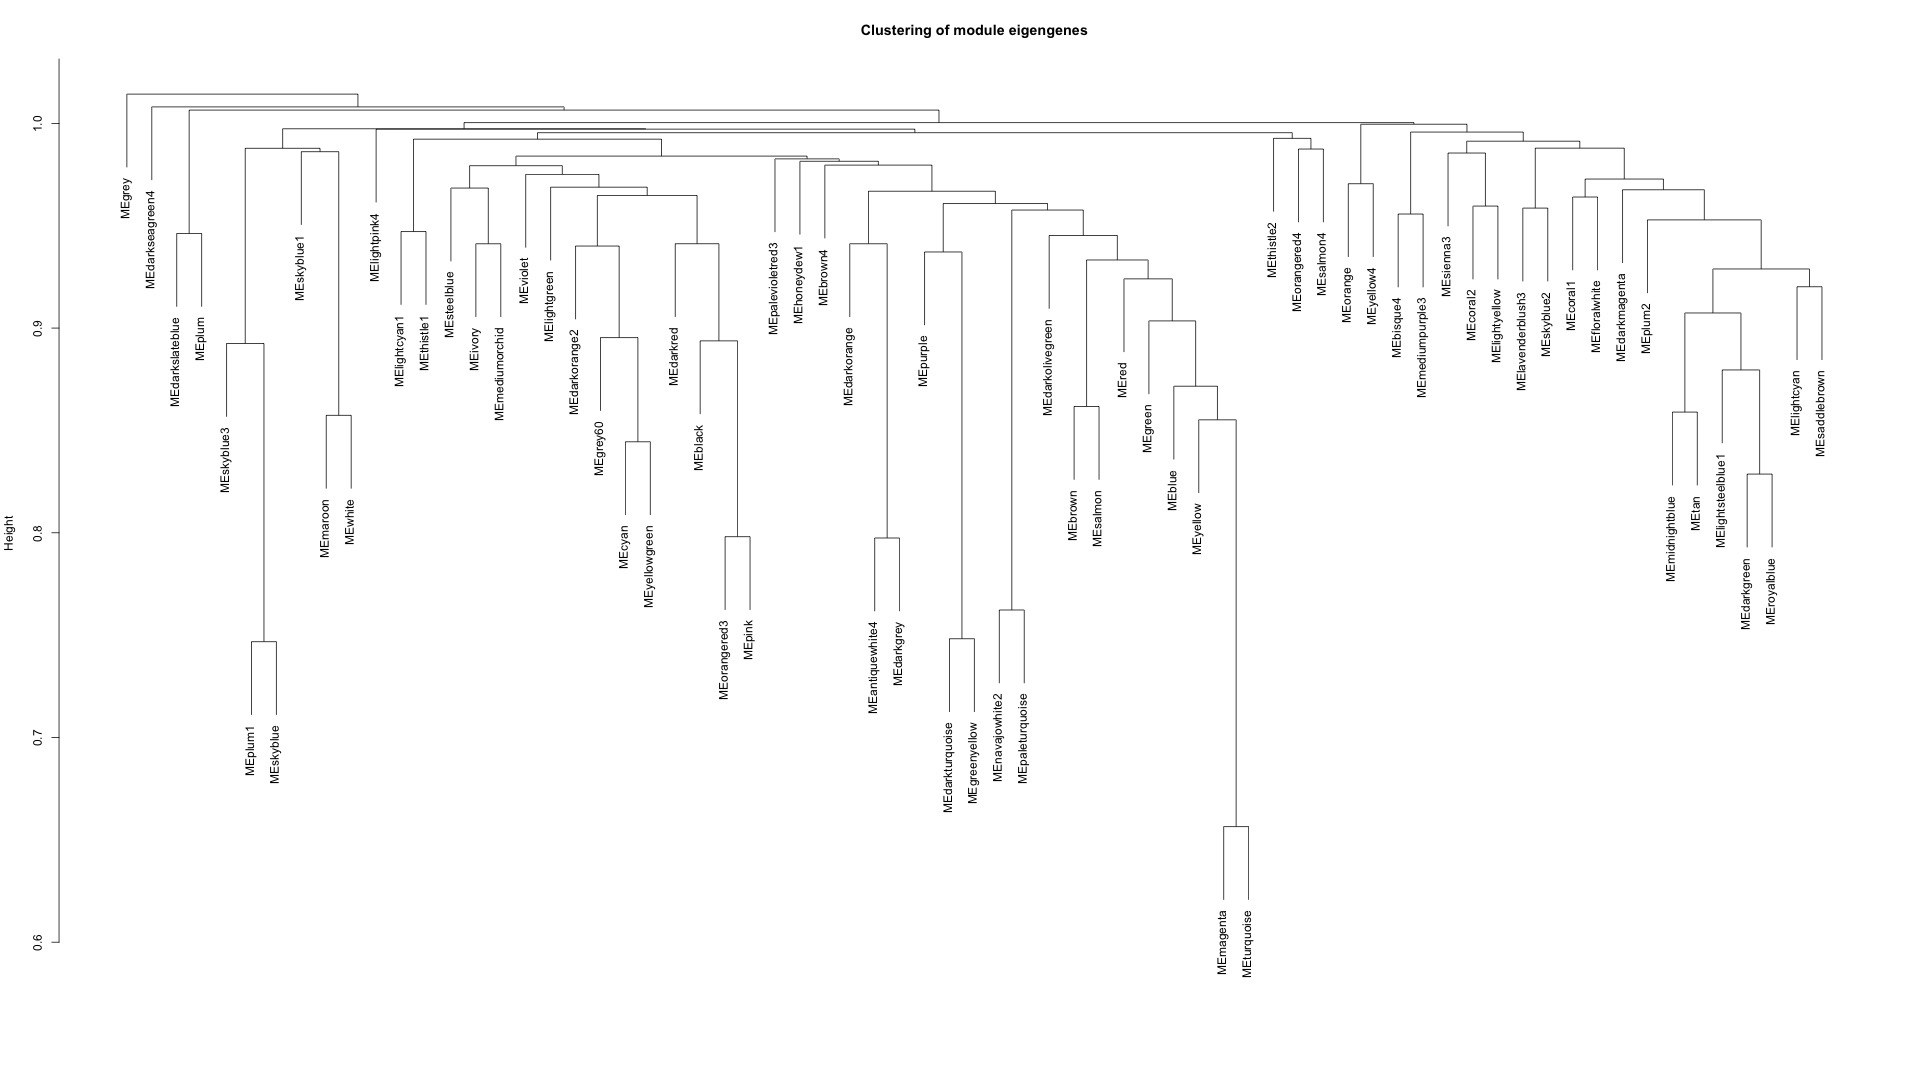 Clustering of module eigengenes
Height
1.0
0.9
0.8
0.7
0.6
MEgrey
MEdarkseagreen4
MEdarkslateblue
MEplum
MEskyblue3
MEplum1
MEskyblue
MEskyblue1
MEmaroon
MEwhite
MElightpink4
MElightcyan1
MEthistle1
MEsteelblue
MEivory
MEmediumorchid
MEviolet
MElightgreen
MEdarkorange2
MEgrey60
MEcyan
MEyellowgreen
MEdarkred
MEblack
MEorangered3
MEpink
MEpalevioletred3
MEhoneydew1
MEbrown4
MEdarkorange
MEantiquewhite4
MEdarkgrey
MEpurple
MEdarkturquoise
MEgreenyellow
MEnavajowhite2
MEpaleturquoise
MEdarkolivegreen
MEbrown
MEsalmon
MEred
MEgreen
MEblue
MEyellow
MEmagenta
MEturquoise
MEthistle2
MEorangered4
MEsalmon4
MEorange
MEyellow4
MEbisque4
MEmediumpurple3
MEsienna3
MEcoral2
MElightyellow
MElavenderblush3
MEskyblue2
MEcoral1
MEfloralwhite
MEdarkmagenta
MEplum2
MEmidnightblue
MEtan
MElightsteelblue1
MEdarkgreen
MEroyalblue
MElightcyan
MEsaddlebrown